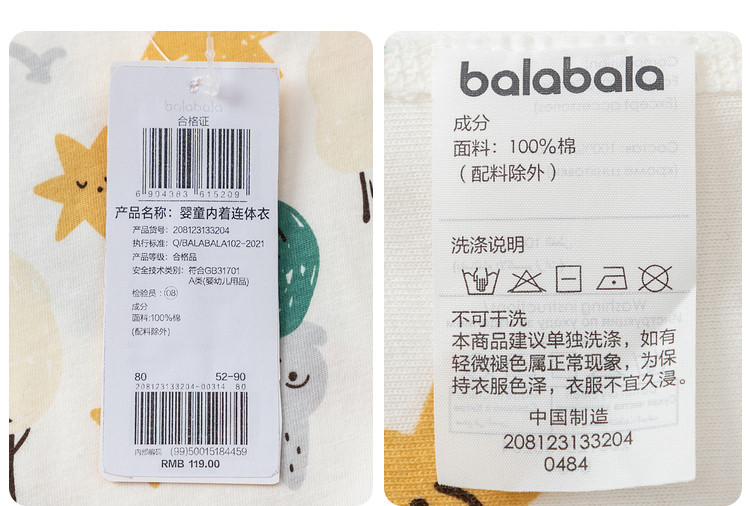 balabala
合格证
6 904383 615209
产品名称：婴童内着连体衣
产品货号：208123133204
执行标准：Q/BALABALA102-2021
产品等级：合格品
安全技术类别：符合GB31701
A类(婴幼儿用品)
检验员：08
成分
面料:100%棉
(配料除外)
80 52-90
208123133204-00314 80
内部编码 (99)50015184459
RMB 119.00
balabala
成分
面料：100%棉
（配料除外）
洗涤说明
不可干洗
本商品建议单独洗涤，如有
轻微褪色属正常现象，为保
持衣服色泽，衣服不宜久浸。
中国制造
208123133204
0484